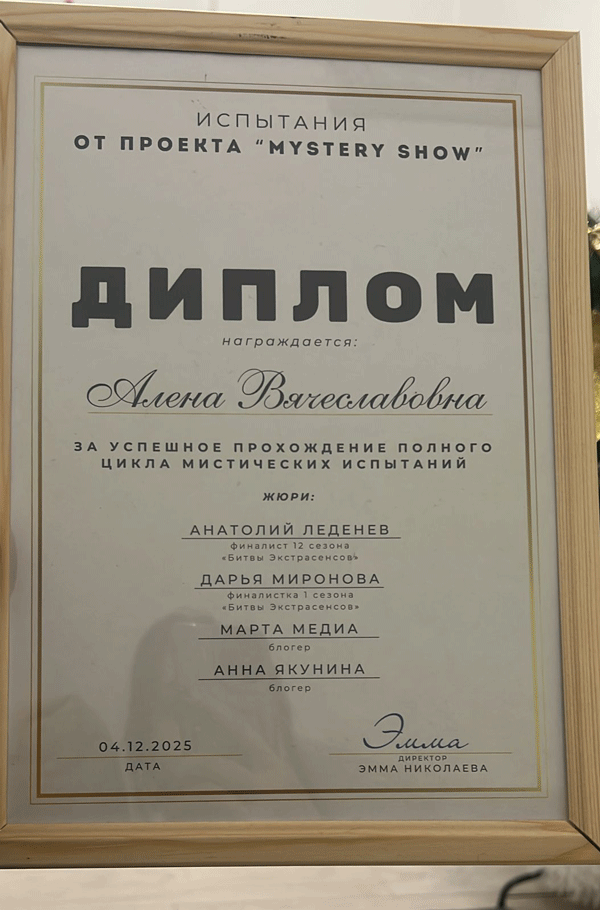 ИСПЫТАНИЯ
ОТ ПРОЕКТА “MYSTERY SHOW”
ДИПЛОМ
награждается:
Алена Вячеславовна
ЗА УСПЕШНОЕ ПРОХОЖДЕНИЕ ПОЛНОГО
ЦИКЛА МИСТИЧЕСКИХ ИСПЫТАНИЙ
ЖЮРИ:
АНАТОЛИЙ ЛЕДЕНЕВ
финалист 12 сезона
«Битвы Экстрасенсов»
ДАРЬЯ МИРОНОВА
финалистка 1 сезона
«Битвы Экстрасенсов»
МАРТА МЕДИА
блогер
АННА ЯКУНИНА
блогер
04.12.2025
ДАТА
Эмма
ДИРЕКТОР
ЭММА НИКОЛАЕВА